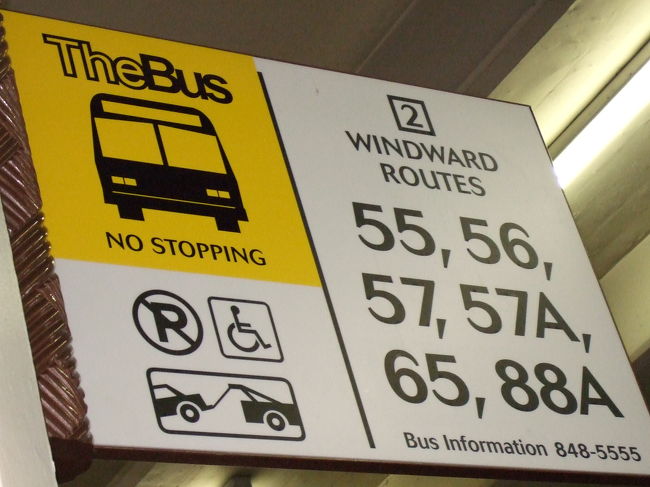 TheBus
NO STOPPING
P
2
WINDWARD
ROUTES
55, 56,
57, 57A,
65, 88A
Bus Information 848-5555